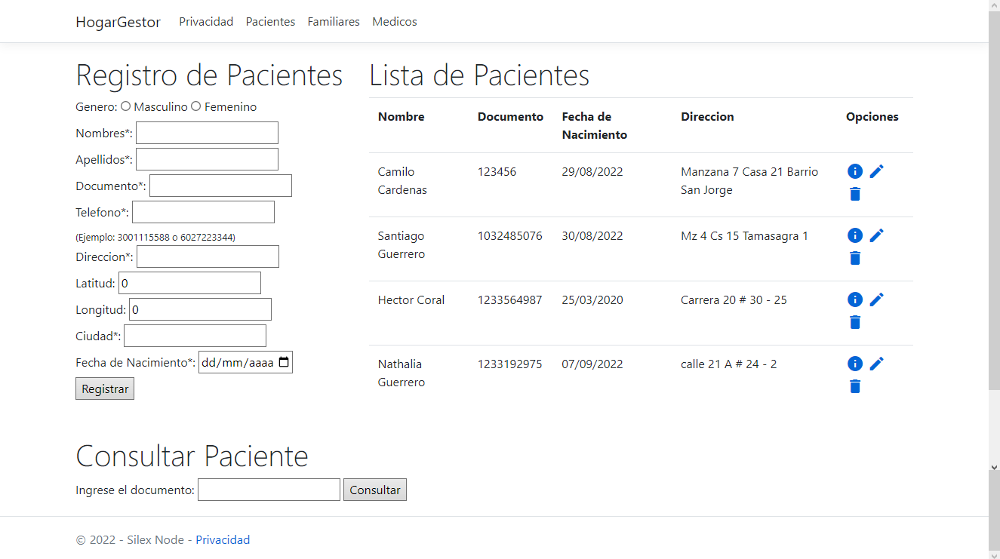 HogarGestor Privacidad Pacientes Familiares Medicos
Registro de Pacientes
Genero: Masculino Femenino
Nombres*:
Apellidos*:
Documento*:
Telefono*:
(Ejemplo: 3001115588 o 6027223344)
Direccion*:
Latitud: 0
Longitud: 0
Ciudad*:
Fecha de Nacimiento*: dd/mm/aaaa
Registrar
Lista de Pacientes
Nombre Documento Fecha de Direccion Opciones
Nacimiento
Camilo 123456 29/08/2022 Manzana 7 Casa 21 Barrio
Cardenas San Jorge
Santiago 1032485076 30/08/2022 Mz 4 Cs 15 Tamasagra 1
Guerrero
Hector Coral 1233564987 25/03/2020 Carrera 20 # 30 - 25
Nathalia 1233192975 07/09/2022 calle 21 A # 24 - 2
Guerrero
Consultar Paciente
Ingrese el documento: Consultar
© 2022 - Silex Node - Privacidad